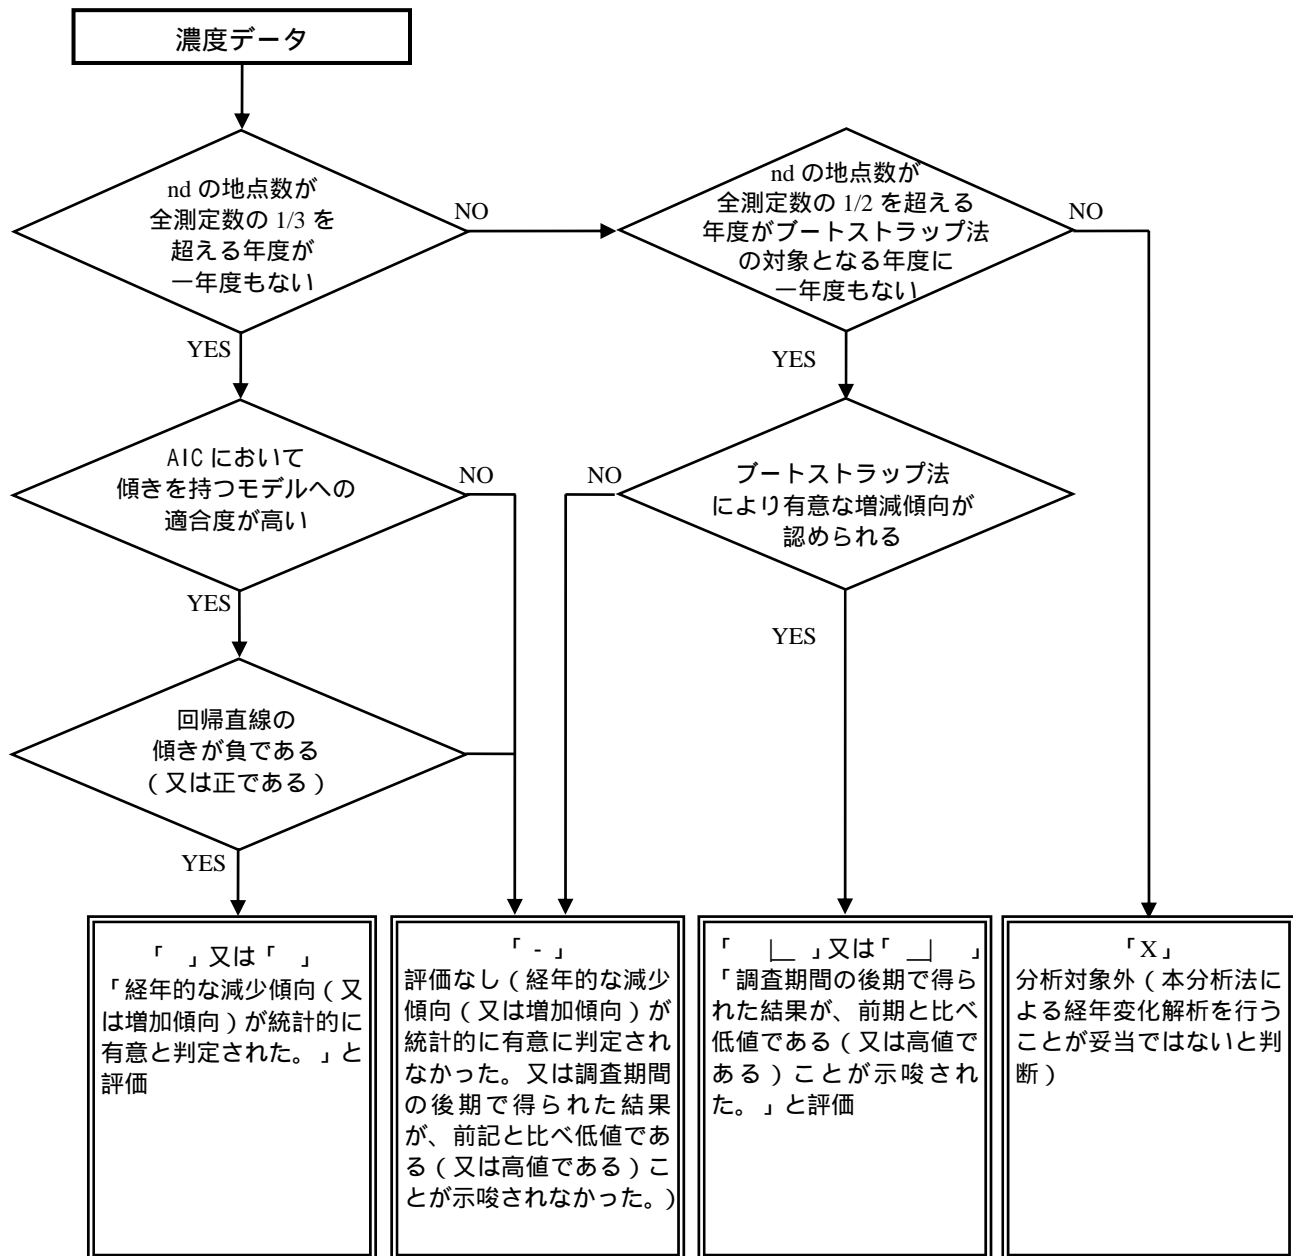 濃度データ
nd の地点数が
全測定数の 1/3 を
超える年度が
一年度もない
NO
nd の地点数が
全測定数の 1/2 を超える
年度がブートストラップ法
の対象となる年度に
一年度もない
NO
YES
YES
AIC において
傾きを持つモデルへの
適合度が高い
NO
NO
ブートストラップ法
により有意な増減傾向が
認められる
YES
YES
回帰直線の
傾きが負である
(又は正である)
YES
「　」又は「　」
「経年的な減少傾向(又
は増加傾向)が統計的に
有意と判定された。」と
評価
「 - 」
評価なし(経年的な減少
傾向(又は増加傾向)が
統計的に有意に判定され
なかった。又は調査期間
の後期で得られた結果
が、前記と比べ低値であ
る(又は高値である)こ
とが示唆されなかった。)
「　|__　」又は「　__|　」
「調査期間の後期で得ら
れた結果が、前期と比べ
低値である(又は高値で
ある)ことが示唆され
た。」と評価
「X」
分析対象外(本分析法に
よる経年変化解析を行う
ことが妥当ではないと判
断)